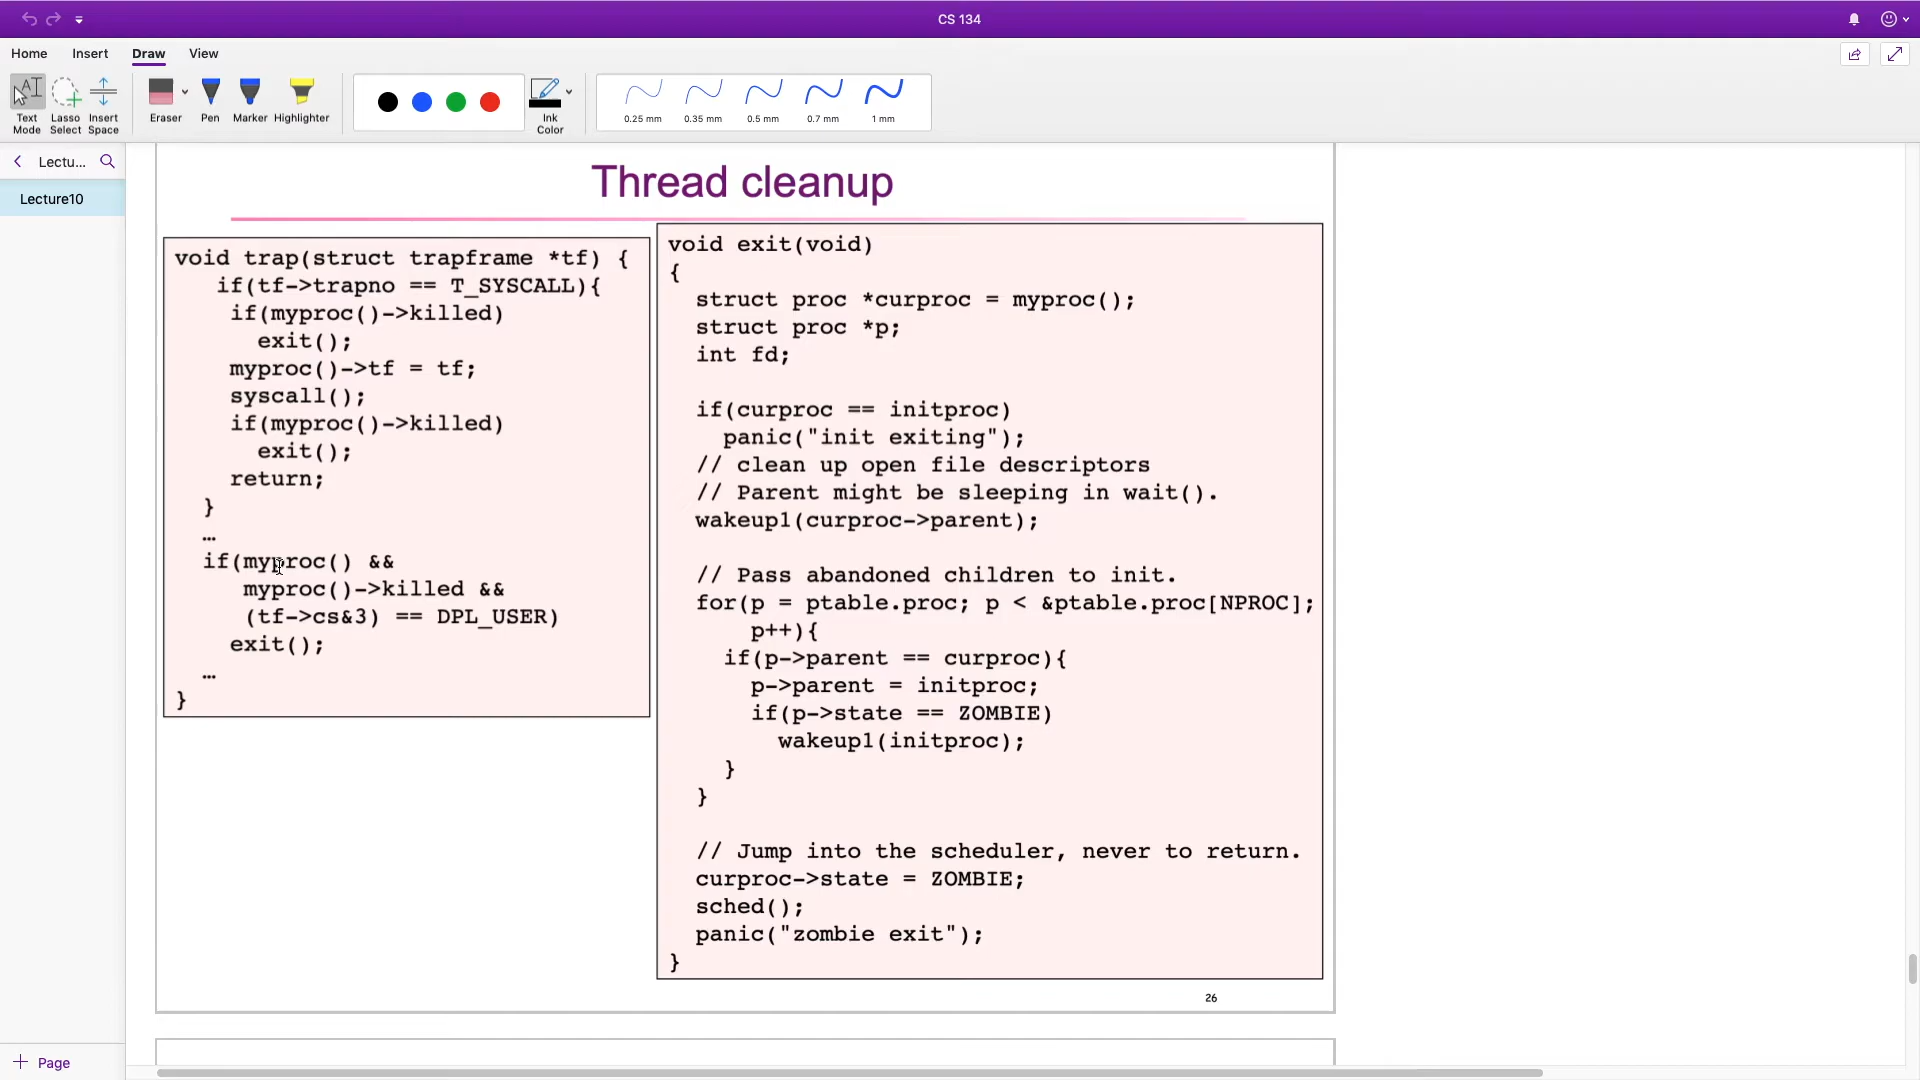 CS 134
Home Insert Draw View
Text Mode
Lasso Select
Insert Space
Eraser
Pen
Marker
Highlighter
Ink Color
0.25 mm
0.35 mm
0.5 mm
0.7 mm
1 mm
Lectu...
Lecture10
Thread cleanup
void trap(struct trapframe *tf) {
if(tf->trapno == T_SYSCALL){
if(myproc()->killed)
exit();
myproc()->tf = tf;
syscall();
if(myproc()->killed)
exit();
return;
}
…
if(myproc() &&
myproc()->killed &&
(tf->cs&3) == DPL_USER)
exit();
…
}
void exit(void)
{
struct proc *curproc = myproc();
struct proc *p;
int fd;
if(curproc == initproc)
panic("init exiting");
// clean up open file descriptors
// Parent might be sleeping in wait().
wakeup1(curproc->parent);
// Pass abandoned children to init.
for(p = ptable.proc; p < &ptable.proc[NPROC];
p++){
if(p->parent == curproc){
p->parent = initproc;
if(p->state == ZOMBIE)
wakeup1(initproc);
}
}
// Jump into the scheduler, never to return.
curproc->state = ZOMBIE;
sched();
panic("zombie exit");
}
26
Page